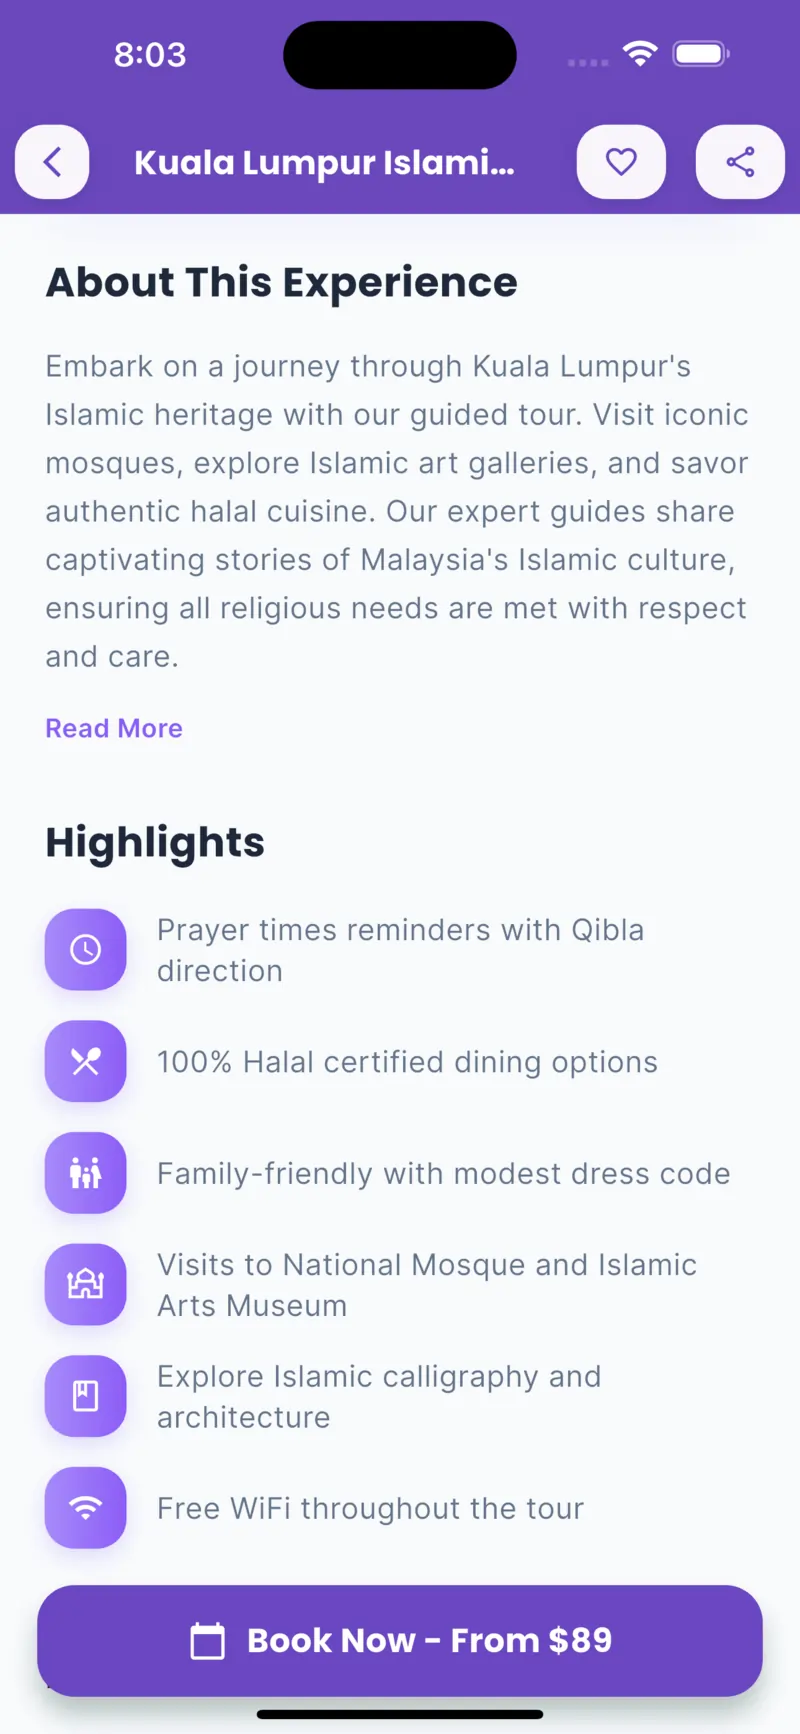 8:03
Kuala Lumpur Islami...
About This Experience
Embark on a journey through Kuala Lumpur's
Islamic heritage with our guided tour. Visit iconic
mosques, explore Islamic art galleries, and savor
authentic halal cuisine. Our expert guides share
captivating stories of Malaysia's Islamic culture,
ensuring all religious needs are met with respect
and care.
Read More
Highlights
Prayer times reminders with Qibla
direction
100% Halal certified dining options
Family-friendly with modest dress code
Visits to National Mosque and Islamic
Arts Museum
Explore Islamic calligraphy and
architecture
Free WiFi throughout the tour
Book Now - From $89